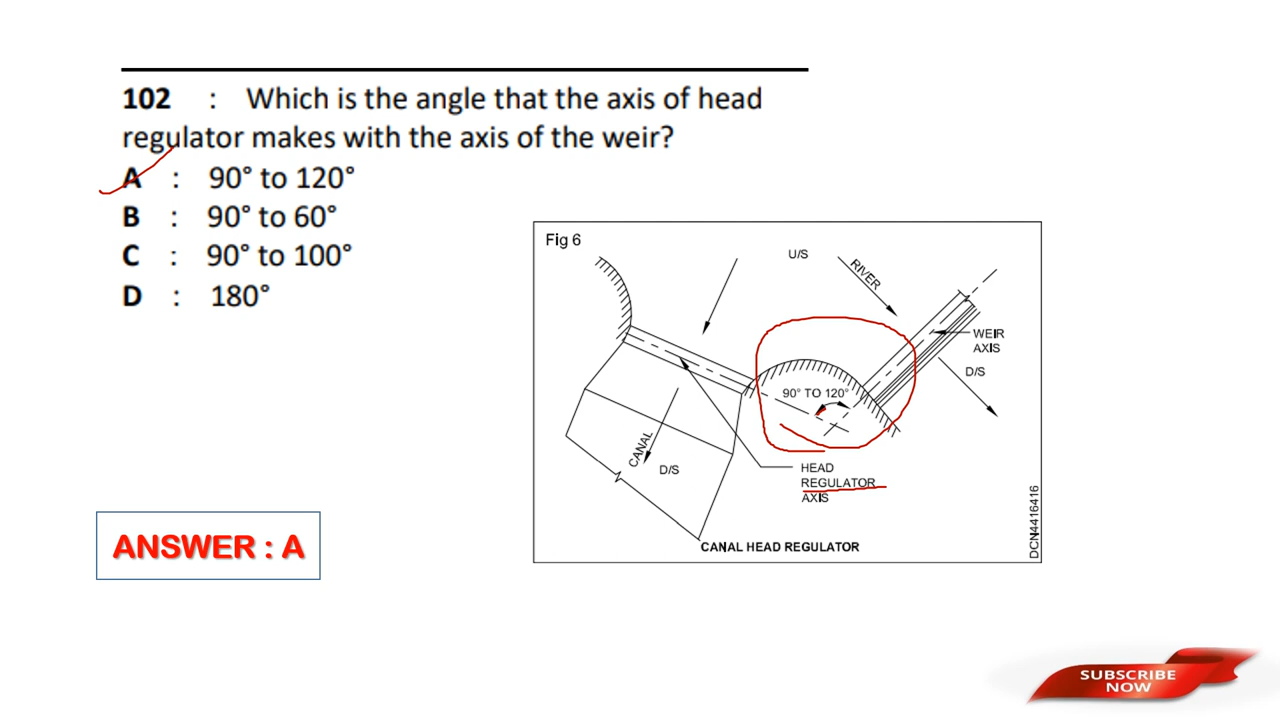 102 : Which is the angle that the axis of head
regulator makes with the axis of the weir?
A : 90° to 120°
B : 90° to 60°
C : 90° to 100°
D : 180°
ANSWER : A
Fig 6
U/S
RIVER
WEIR
AXIS
D/S
90° TO 120°
CANAL
D/S
HEAD
REGULATOR
AXIS
CANAL HEAD REGULATOR
DCN4416416
SUBSCRIBE
NOW